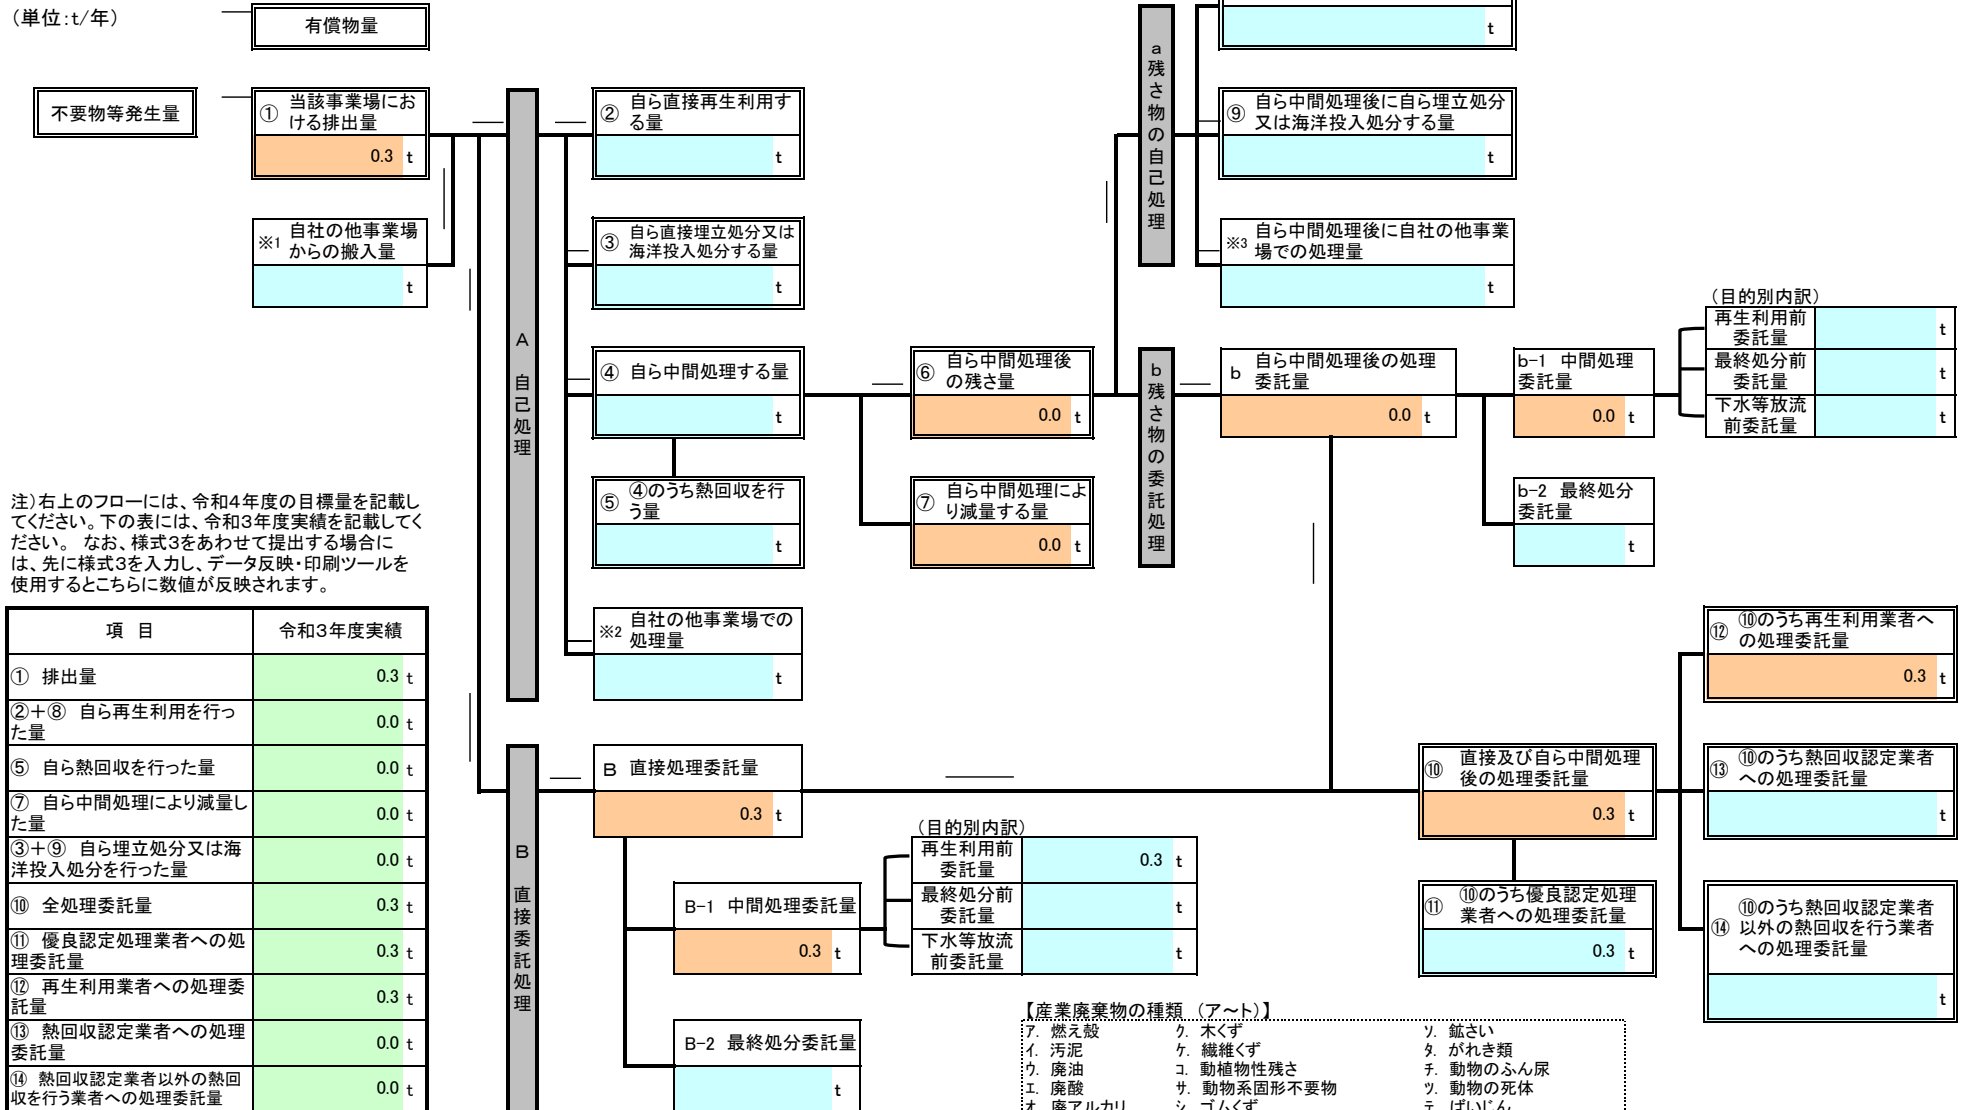 （単位:t/年）
有償物量
不要物等発生量
① 当該事業場にお
ける排出量
0.3 t
※1 自社の他事業場
からの搬入量
t
A 自己処理
② 自ら直接再生利用す
る量
t
③ 自ら直接埋立処分又は
海洋投入処分する量
t
④ 自ら中間処理する量
t
⑤ ④のうち熱回収を行
う量
t
※2 自社の他事業場での
処理量
t
⑥ 自ら中間処理後
の残さ量
0.0 t
⑦ 自ら中間処理によ
り減量する量
0.0 t
a 残さ物の自己処理
t
⑨ 自ら中間処理後に自ら埋立処分
又は海洋投入処分する量
t
※3 自ら中間処理後に自社の他事業
場での処理量
t
b 残さ物の委託処理
b 自ら中間処理後の処理
委託量
0.0 t
b-1 中間処理
委託量
0.0 t
b-2 最終処分
委託量
t
（目的別内訳）
再生利用前
委託量
t
最終処分前
委託量
t
下水等放流
前委託量
t
注）右上のフローには、令和4年度の目標量を記載し
てください。下の表には、令和3年度実績を記載してく
ださい。 なお、様式3をあわせて提出する場合に
は、先に様式3を入力し、データ反映・印刷ツールを
使用するとこちらに数値が反映されます。
項 目 令和3年度実績
① 排出量 0.3 t
②＋⑧ 自ら再生利用を行っ
た量 0.0 t
⑤ 自ら熱回収を行った量 0.0 t
⑦ 自ら中間処理により減量し
た量 0.0 t
③＋⑨ 自ら埋立処分又は海
洋投入処分を行った量 0.0 t
⑩ 全処理委託量 0.3 t
⑪ 優良認定処理業者への処
理委託量 0.3 t
⑫ 再生利用業者への処理委
託量 0.3 t
⑬ 熱回収認定業者への処理
委託量 0.0 t
⑭ 熱回収認定業者以外の熱回
収を行う業者への処理委託量 0.0 t
B 直接委託処理
B 直接処理委託量
0.3 t
B-1 中間処理委託量
0.3 t
B-2 最終処分委託量
t
（目的別内訳）
再生利用前
委託量
0.3 t
最終処分前
委託量
t
下水等放流
前委託量
t
⑩ 直接及び自ら中間処理
後の処理委託量
0.3 t
⑪ ⑩のうち優良認定処理
業者への処理委託量
0.3 t
⑫ ⑩のうち再生利用業者へ
の処理委託量
0.3 t
⑬ ⑩のうち熱回収認定業者
への処理委託量
t
⑭ ⑩のうち熱回収認定業者
以外の熱回収を行う業者
への処理委託量
t
【産業廃棄物の種類 （ア～ト）】
ｱ. 燃え殻 ｸ. 木くず ｿ. 鉱さい
ｲ. 汚泥 ｹ. 繊維くず ﾀ. がれき類
ｳ. 廃油 ｺ. 動植物性残さ ﾁ. 動物のふん尿
ｴ. 廃酸 ｻ. 動物系固形不要物 ﾂ. 動物の死体
ｵ. 廃アルカリ ｼ. ゴムくず ﾃ. ばいじん